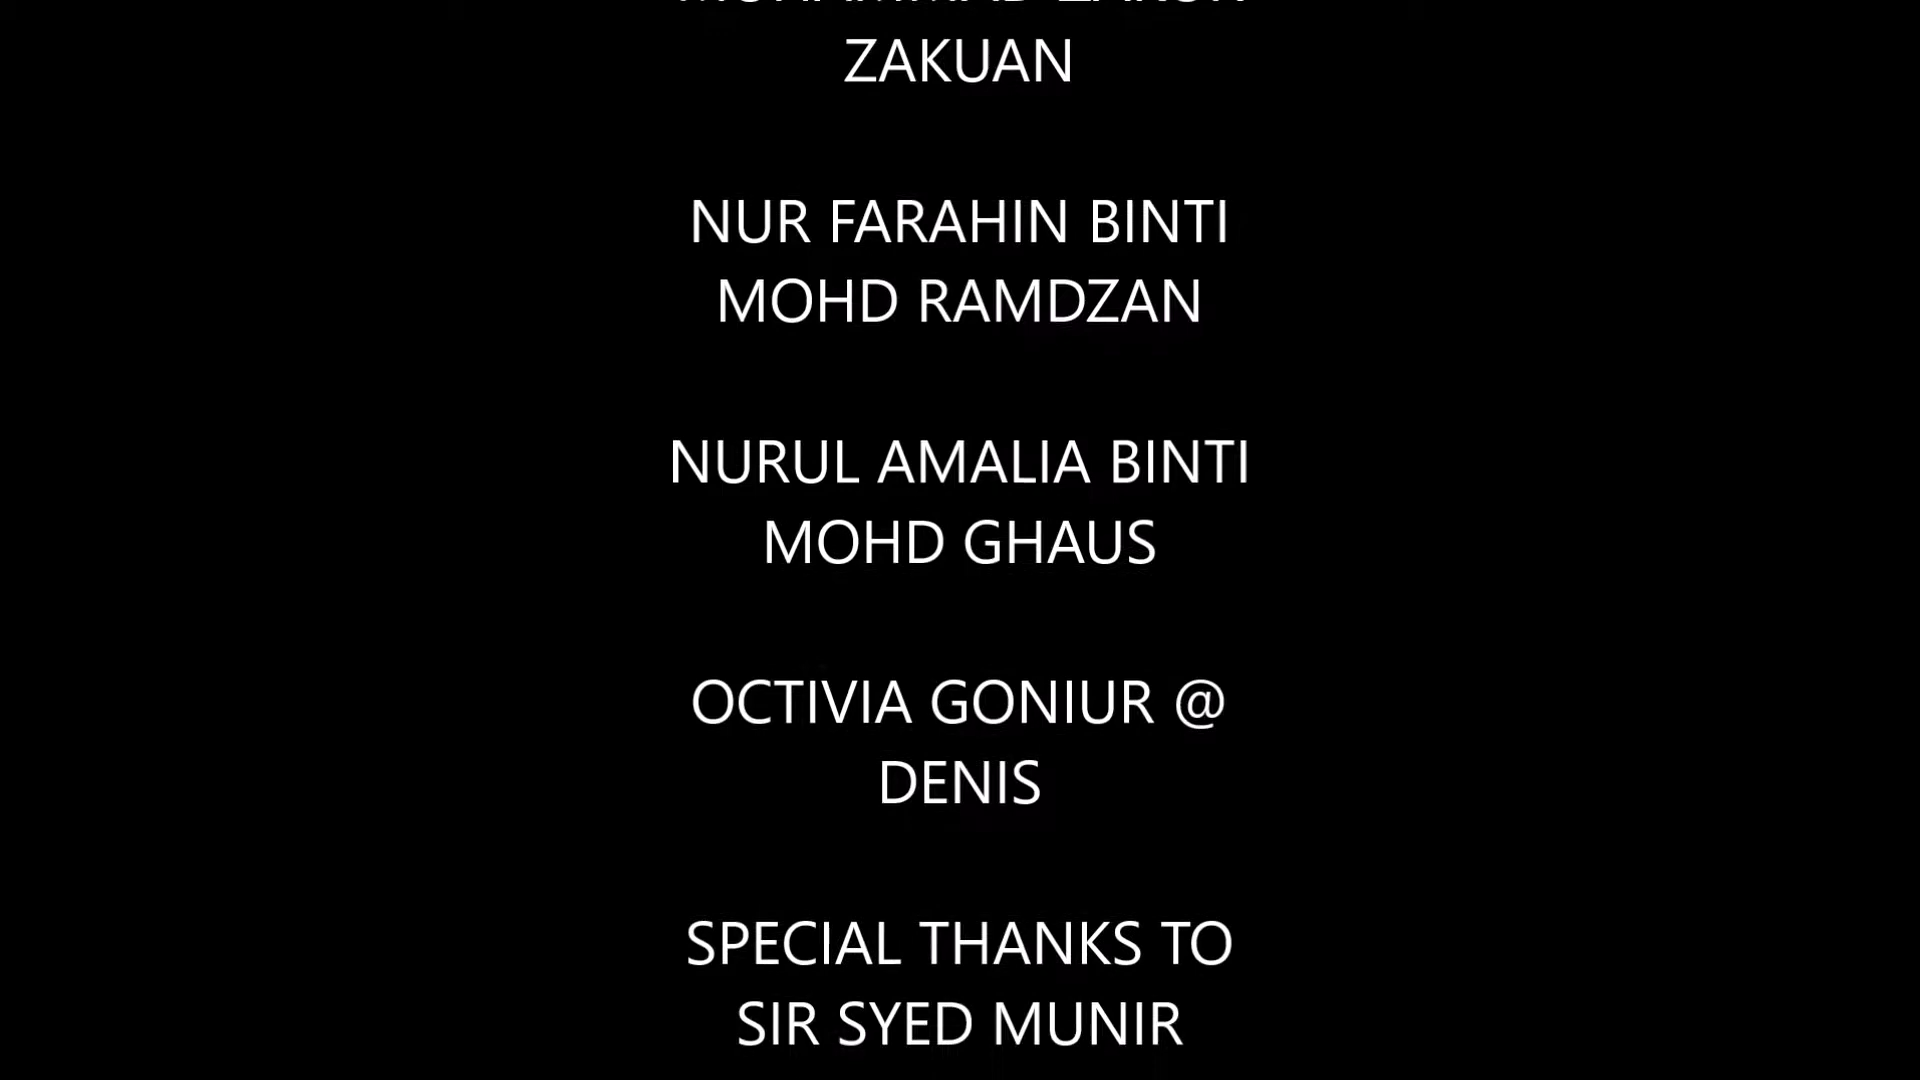 ZAKUAN
NUR FARAHIN BINTI
MOHD RAMDZAN
NURUL AMALIA BINTI
MOHD GHAUS
OCTIVIA GONIUR @
DENIS
SPECIAL THANKS TO
SIR SYED MUNIR